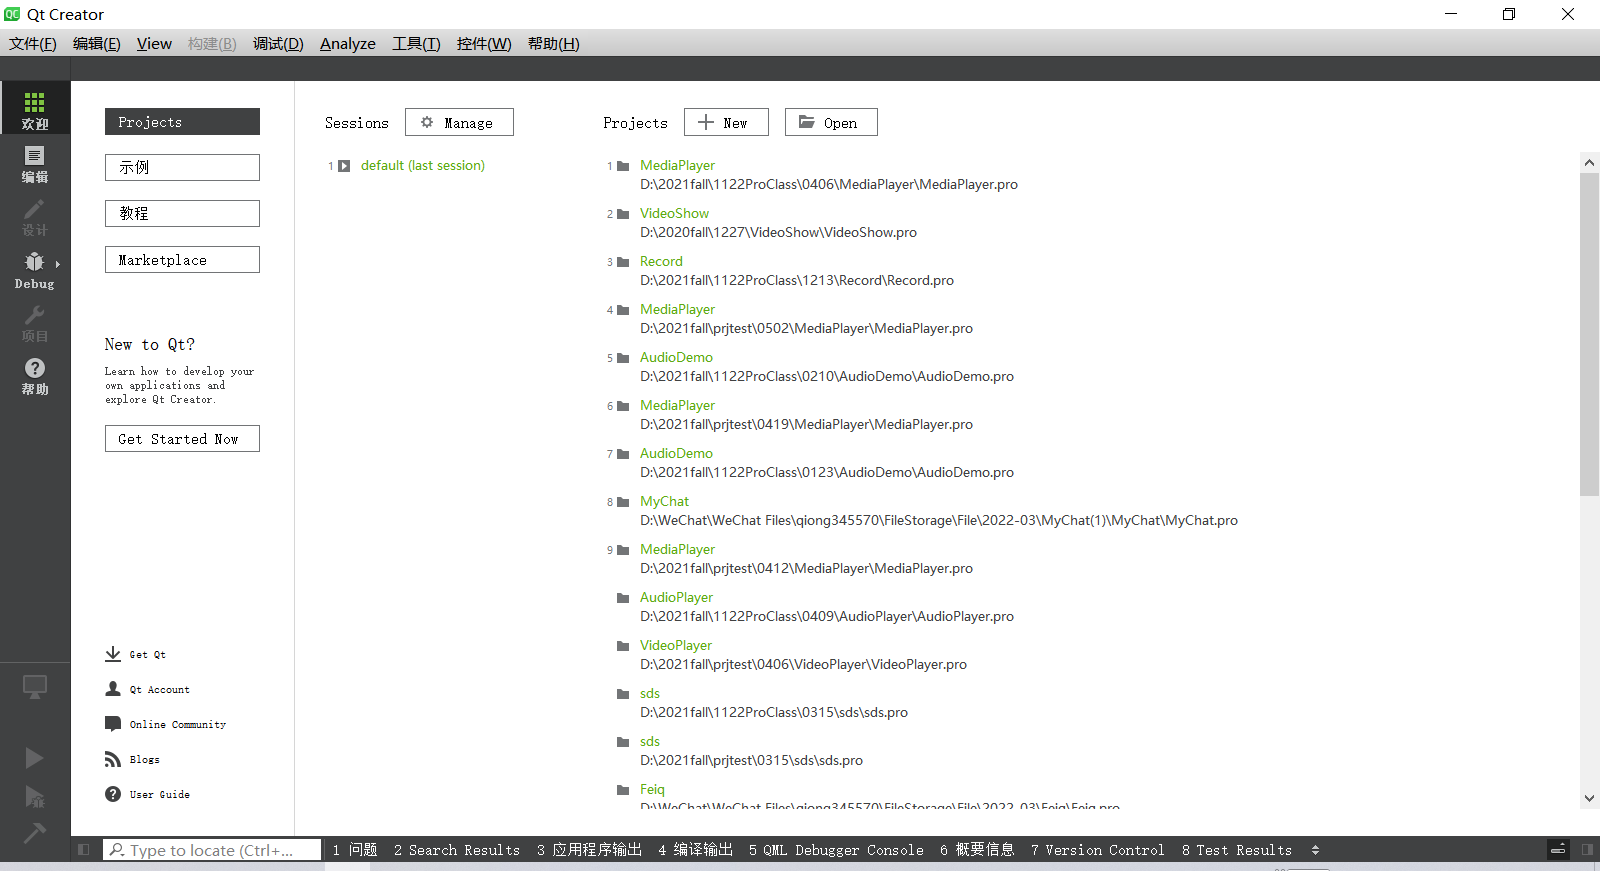 Qt Creator
文件(F) 编辑(E) View 构建(B) 调试(D) Analyze 工具(T) 控件(W) 帮助(H)
欢迎
编辑
设计
Debug
项目
帮助
Projects
示例
教程
Marketplace
New to Qt?
Learn how to develop your
own applications and
explore Qt Creator.
Get Started Now
Get Qt
Qt Account
Online Community
Blogs
User Guide
Sessions Manage
1 default (last session)
Projects New Open
1 MediaPlayer
D:\2021fall\1122ProClass\0406\MediaPlayer\MediaPlayer.pro
2 VideoShow
D:\2020fall\1227\VideoShow\VideoShow.pro
3 Record
D:\2021fall\1122ProClass\1213\Record\Record.pro
4 MediaPlayer
D:\2021fall\prjtest\0502\MediaPlayer\MediaPlayer.pro
5 AudioDemo
D:\2021fall\1122ProClass\0210\AudioDemo\AudioDemo.pro
6 MediaPlayer
D:\2021fall\prjtest\0419\MediaPlayer\MediaPlayer.pro
7 AudioDemo
D:\2021fall\1122ProClass\0123\AudioDemo\AudioDemo.pro
8 MyChat
D:\WeChat\WeChat Files\qiong345570\FileStorage\File\2022-03\MyChat(1)\MyChat\MyChat.pro
9 MediaPlayer
D:\2021fall\prjtest\0412\MediaPlayer\MediaPlayer.pro
AudioPlayer
D:\2021fall\1122ProClass\0409\AudioPlayer\AudioPlayer.pro
VideoPlayer
D:\2021fall\prjtest\0406\VideoPlayer\VideoPlayer.pro
sds
D:\2021fall\1122ProClass\0315\sds\sds.pro
sds
D:\2021fall\prjtest\0315\sds\sds.pro
Feiq
D:\WeChat\WeChat Files\qiong345570\FileStorage\File\2022-03\Feiq\Feiq.pro
Type to locate (Ctrl+... 1 问题 2 Search Results 3 应用程序输出 4 编译输出 5 QML Debugger Console 6 概要信息 7 Version Control 8 Test Results